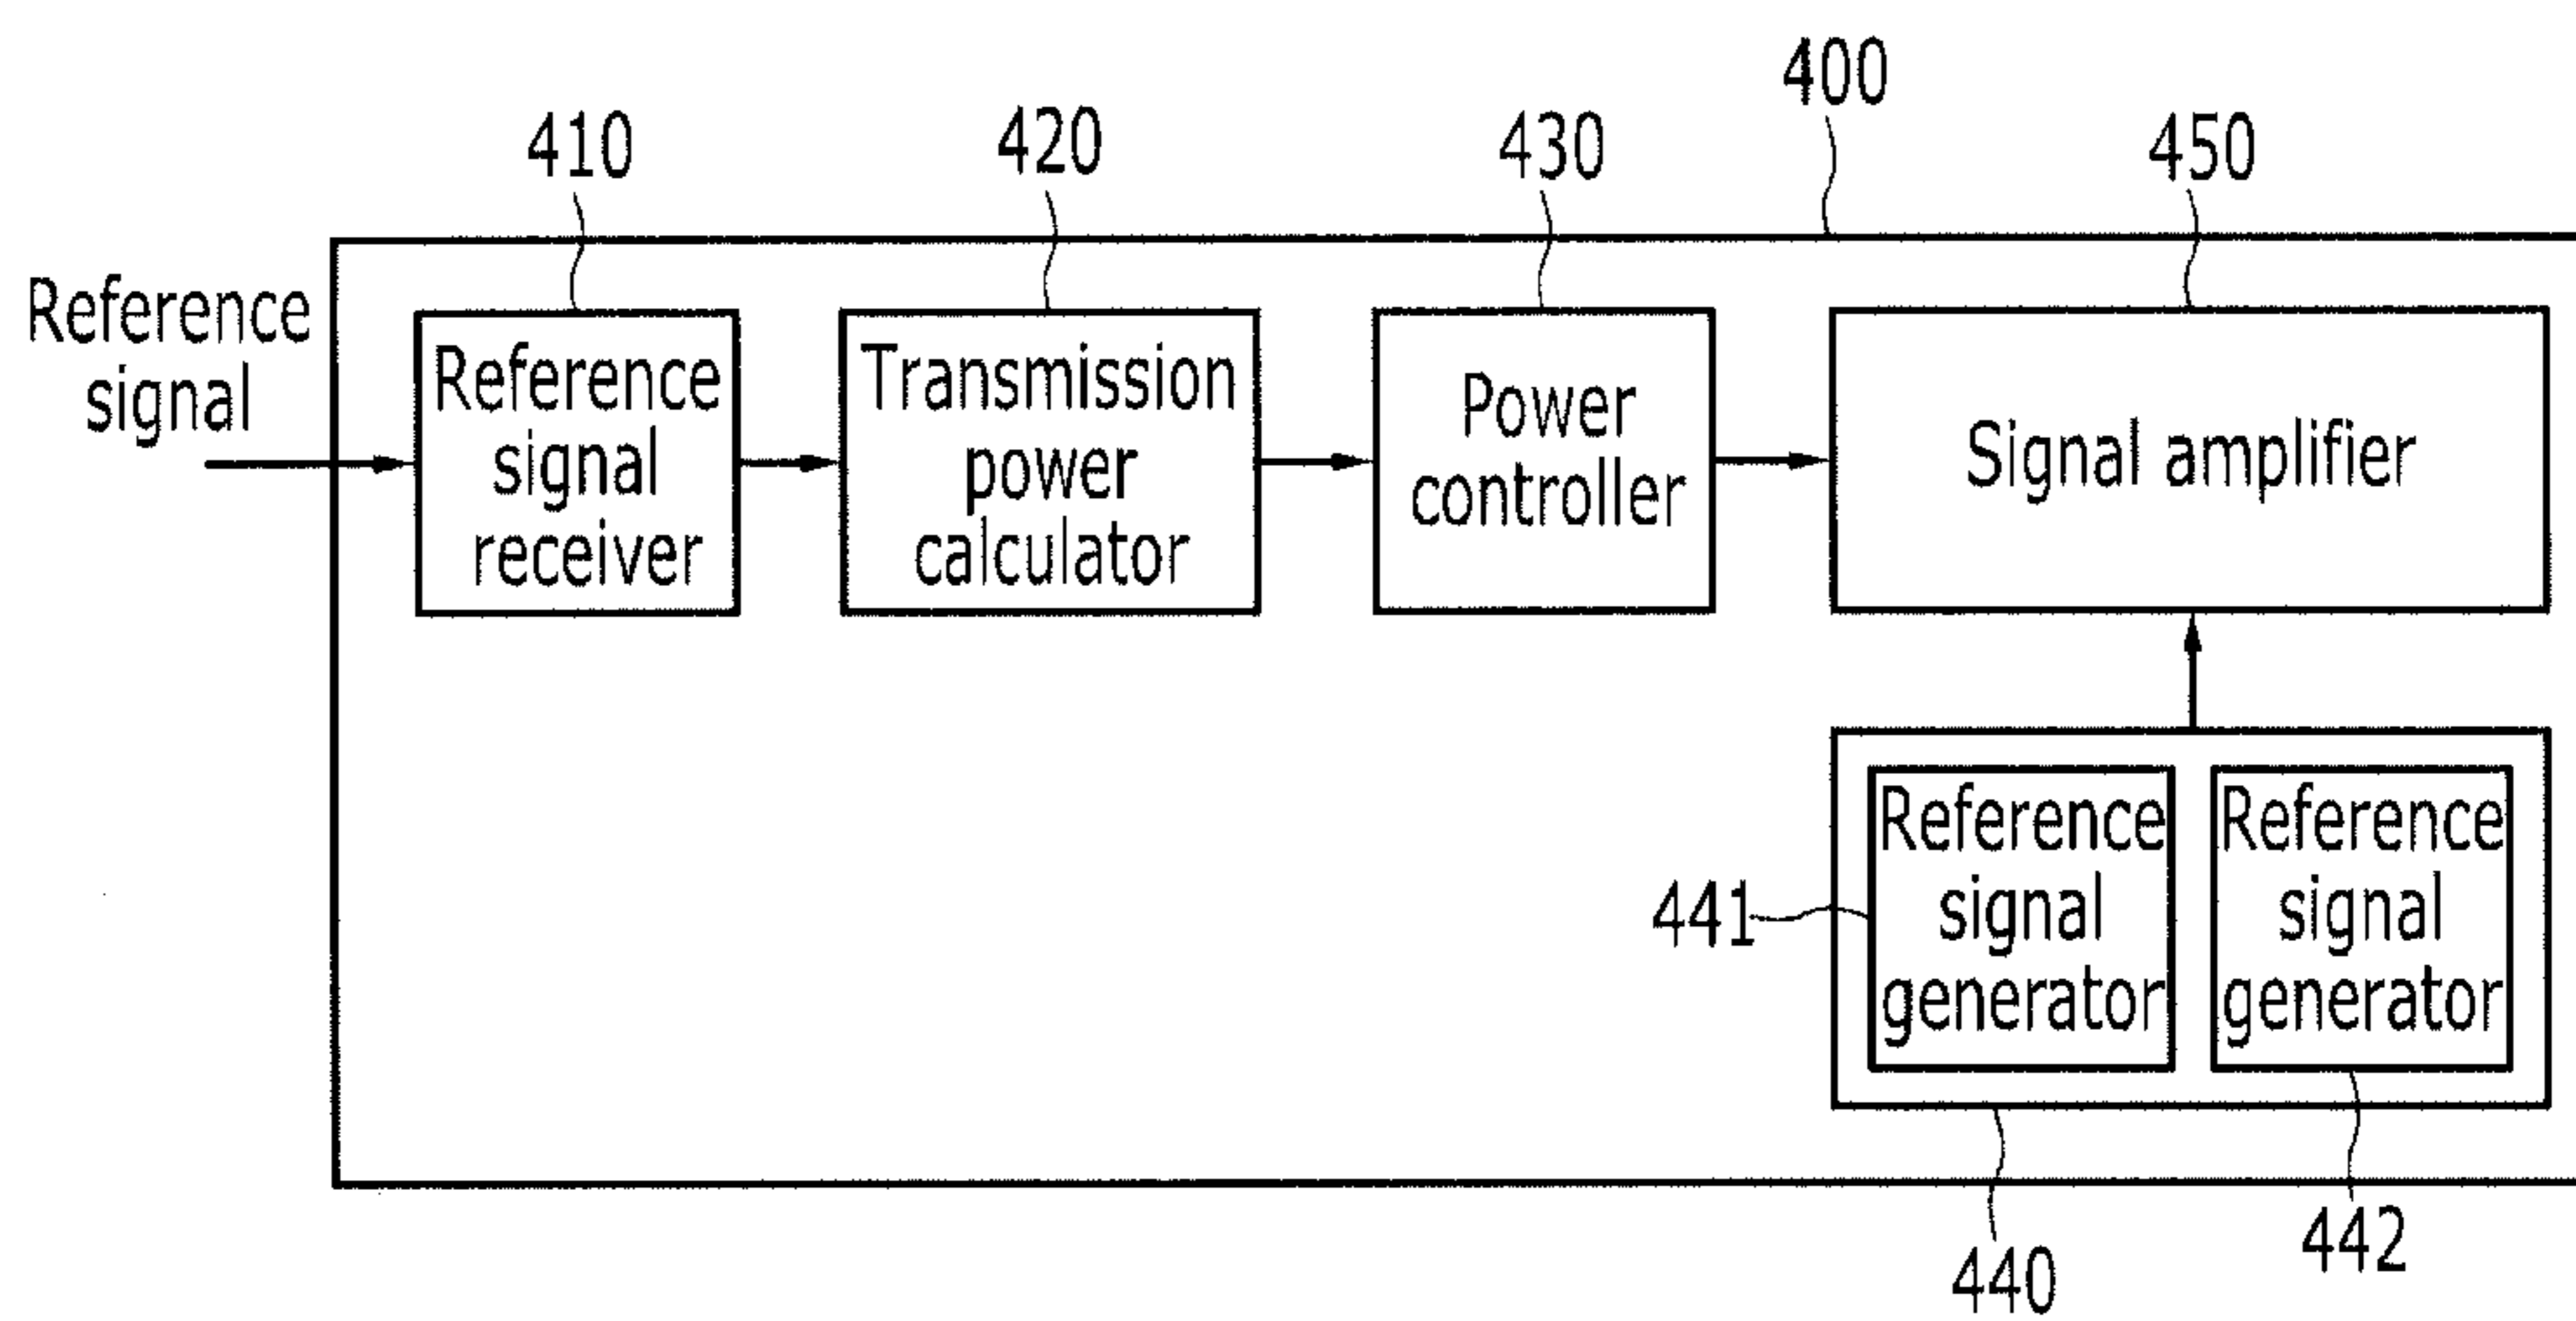 400
410
420
430
450
Reference
signal
Reference
signal
receiver
Transmission
power
calculator
Power
controller
Signal amplifier
441
Reference
signal
generator
Reference
signal
generator
440
442